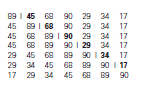 89 | 45 68 90 29 34 17
45 89 | 68 90 29 34 17
45 68 89 | 90 29 34 17
45 68 89 90 | 29 34 17
29 45 68 89 90 | 34 17
29 34 45 68 89 90 | 17
17 29 34 45 68 89 90